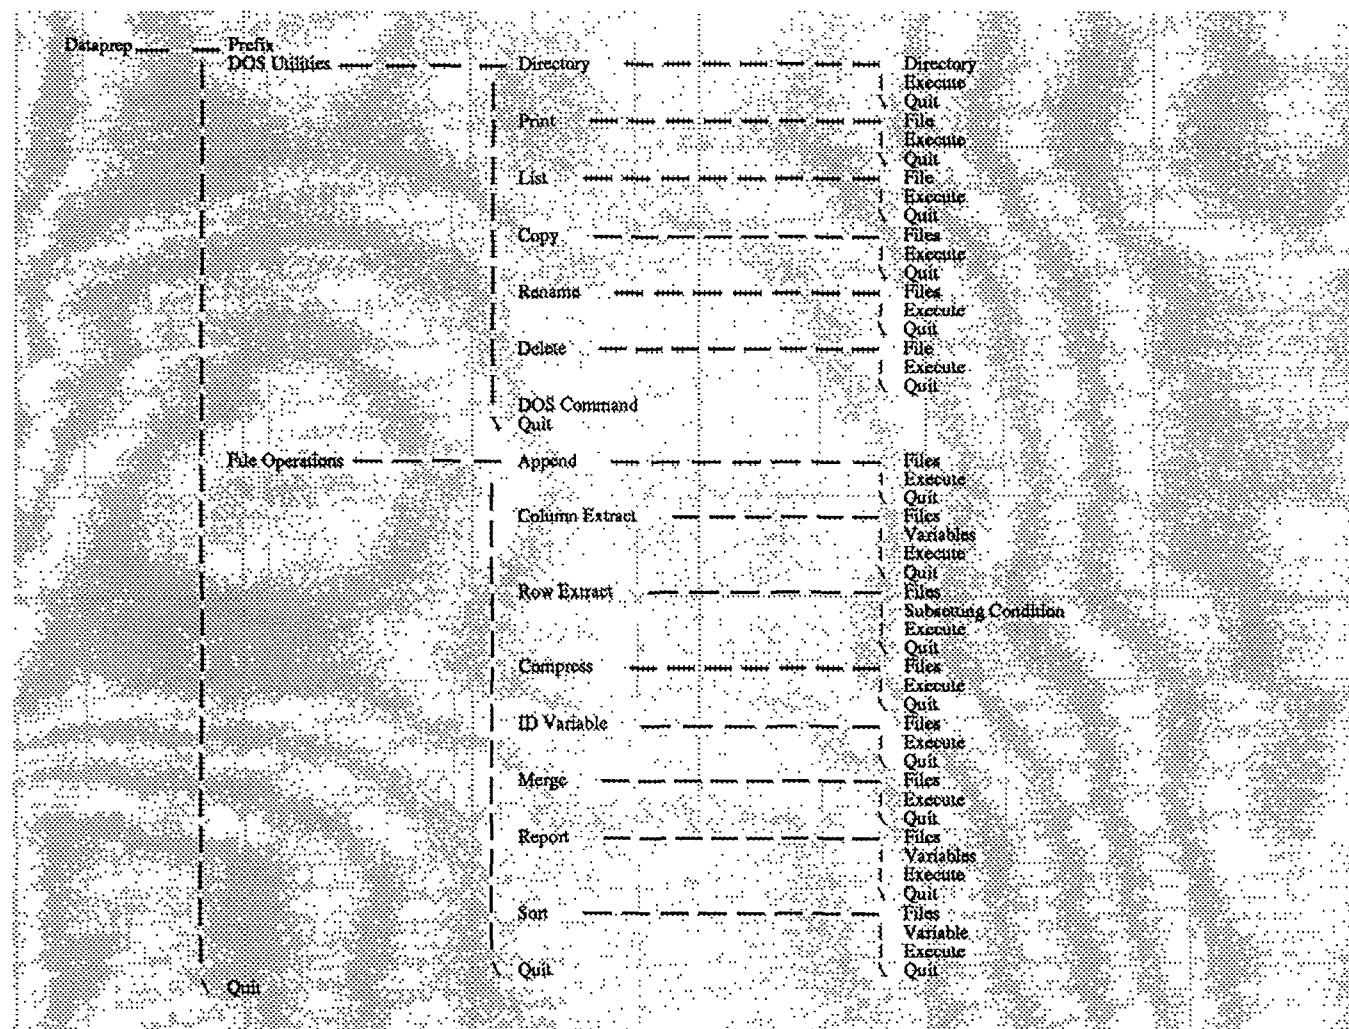 Dataprep Prefix
DOS Utilities Directory Directory
Execute
Quit
Print File
Execute
Quit
List File
Execute
Quit
Copy Files
Execute
Quit
Rename Files
Execute
Quit
Delete File
Execute
Quit
DOS Command
Quit
File Operations Append Files
Execute
Quit
Column Extract Files
Variables
Execute
Quit
Row Extract Files
Subsetting Condition
Execute
Quit
Compress Files
Execute
Quit
ID Variable Files
Execute
Quit
Merge Files
Execute
Quit
Report Files
Variables
Execute
Quit
Sort Files
Variable
Execute
Quit Quit
Quit